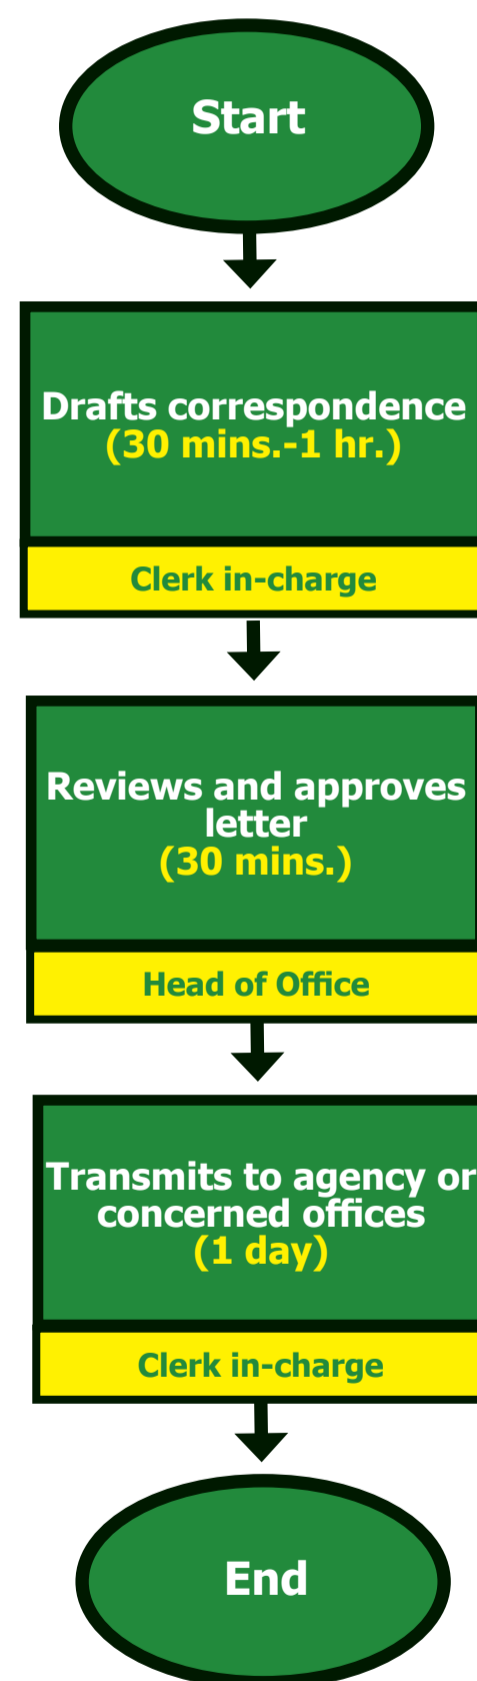 Start
Drafts correspondence
(30 mins.-1 hr.)
Clerk in-charge
Reviews and approves
letter
(30 mins.)
Head of Office
Transmits to agency or
concerned offices
(1 day)
Clerk in-charge
End